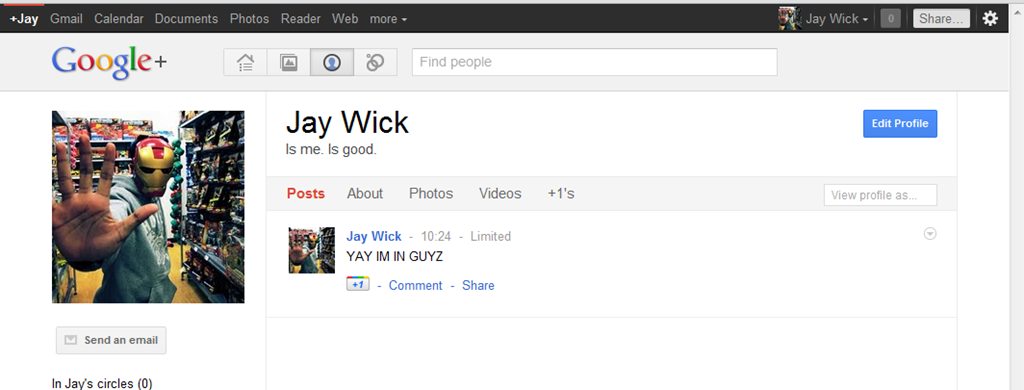 +Jay Gmail Calendar Documents Photos Reader Web more Jay Wick 0 Share...
Google+ Find people
Jay Wick Edit Profile
Is me. Is good.
Posts About Photos Videos +1's View profile as...
Jay Wick - 10:24 - Limited
YAY IM IN GUYZ
+1 - Comment - Share
Send an email
In Jay's circles (0)